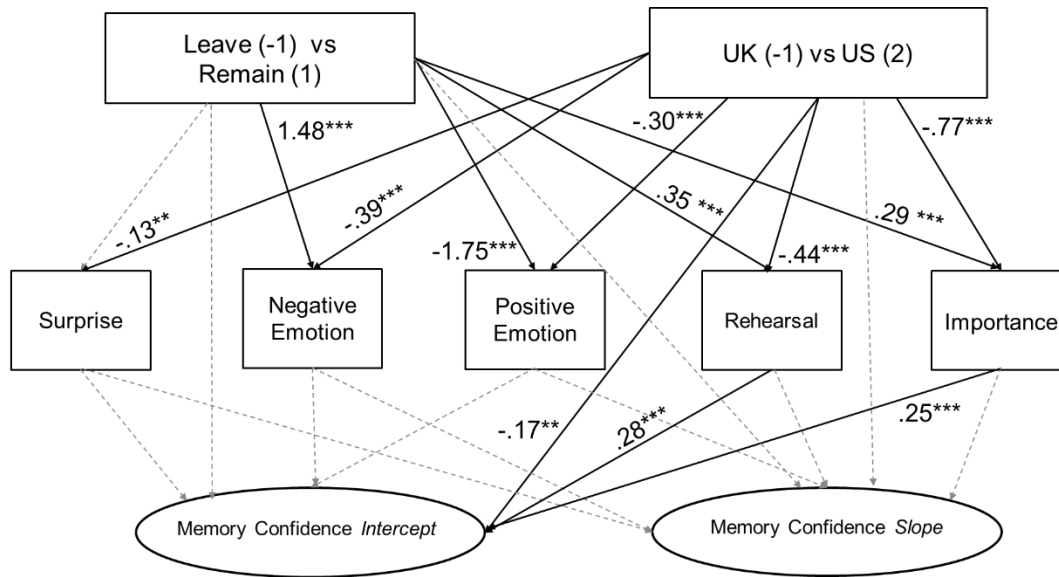 Leave (-1) vs
Remain (1)
UK (-1) vs US (2)
1.48***
-.30***
-.77***
-.13**
-.39***
.35 ***
.29 ***
-1.75***
-.44***
Surprise
Negative
Emotion
Positive
Emotion
Rehearsal
Importance
-.17**
.28***
.25***
Memory Confidence Intercept
Memory Confidence Slope